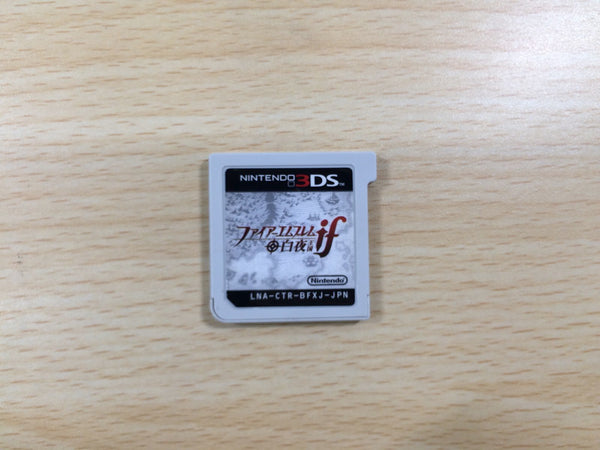 NINTENDO 3DS™
ファイアーエムブレム if
白夜王国
Nintendo
LNA-CTR-BFXJ-JPN